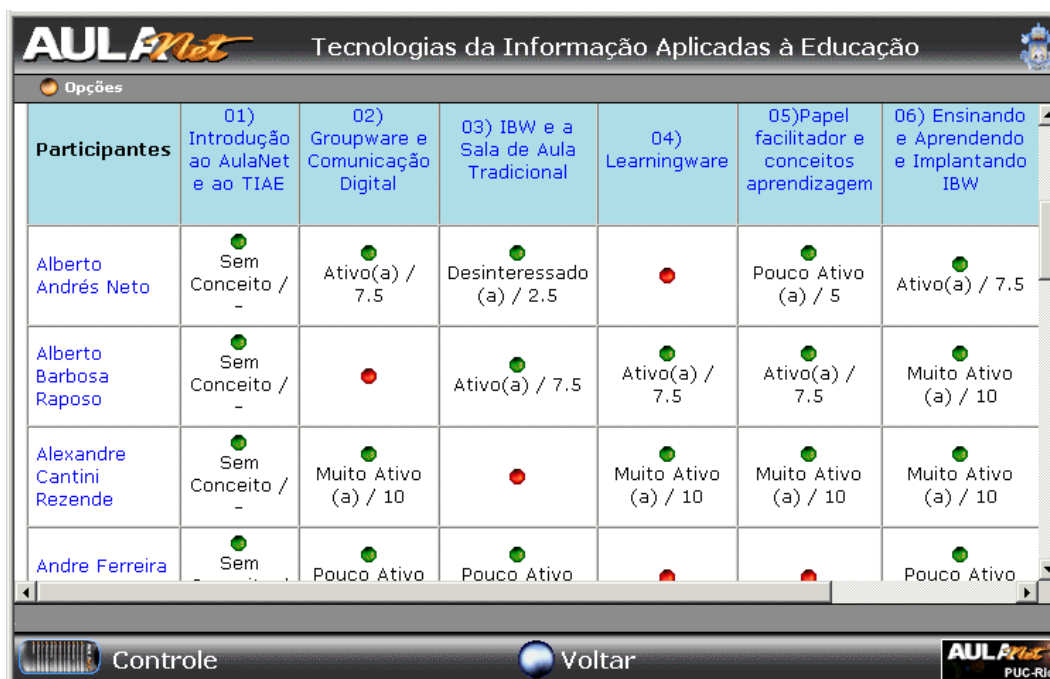 AULANet
Tecnologias da Informação Aplicadas à Educação
Opções
Participantes
01)
Introdução
ao AulaNet
e ao TIAE
02)
Groupware e
Comunicação
Digital
03) IBW e a
Sala de Aula
Tradicional
04)
Learningware
05)Papel
facilitador e
conceitos
aprendizagem
06) Ensinando
e Aprendendo
e Implantando
IBW
Alberto
Andrés Neto
Sem
Conceito /
-
Ativo(a) /
7.5
Desinteressado
(a) / 2.5
Pouco Ativo
(a) / 5
Ativo(a) / 7.5
Alberto
Barbosa
Raposo
Sem
Conceito /
-
Ativo(a) / 7.5
Ativo(a) /
7.5
Ativo(a) /
7.5
Muito Ativo
(a) / 10
Alexandre
Cantini
Rezende
Sem
Conceito /
-
Muito Ativo
(a) / 10
Muito Ativo
(a) / 10
Muito Ativo
(a) / 10
Muito Ativo
(a) / 10
Andre Ferreira
Sem
Pouco Ativo
Pouco Ativo
Pouco Ativo
Controle
Voltar
AULANet